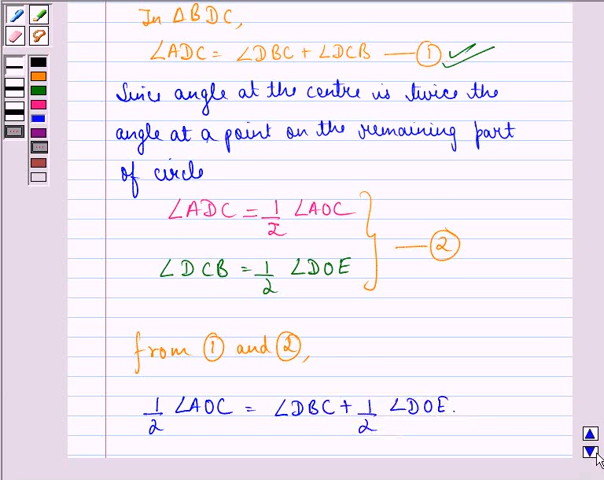 In ΔBDC,
∠ADC = ∠DBC + ∠DCB — ①
Since angle at the centre is twice the
angle at a point on the remaining part
of circle
∠ADC = 1/2 ∠AOC
— ②
∠DCB = 1/2 ∠DOE
from ① and ②,
1/2 ∠AOC = ∠DBC + 1/2 ∠DOE.